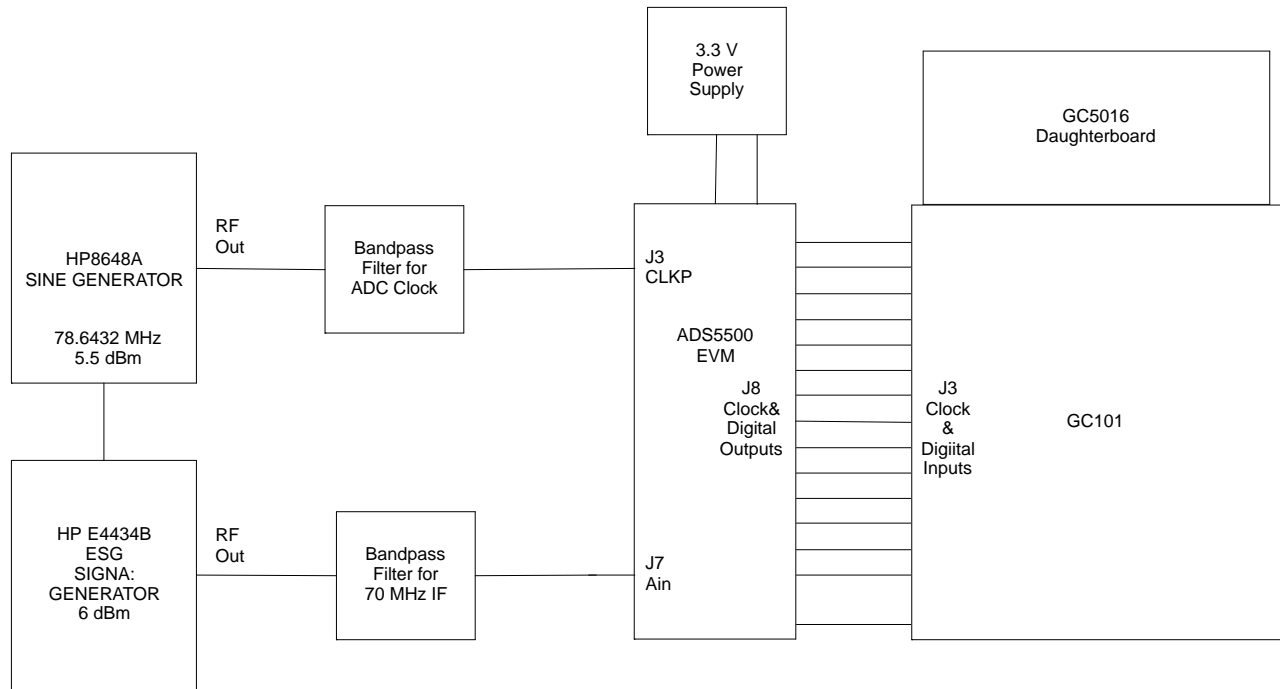 3.3 V
Power
Supply
GC5016
Daughterboard
HP8648A
SINE GENERATOR
78.6432 MHz
5.5 dBm
RF
Out
Bandpass
Filter for
ADC Clock
J3
CLKP
ADS5500
EVM
J8
Clock&
Digital
Outputs
J3
Clock
&
Digiital
Inputs
GC101
HP E4434B
ESG
SIGNA:
GENERATOR
6 dBm
RF
Out
Bandpass
Filter for
70 MHz IF
J7
Ain